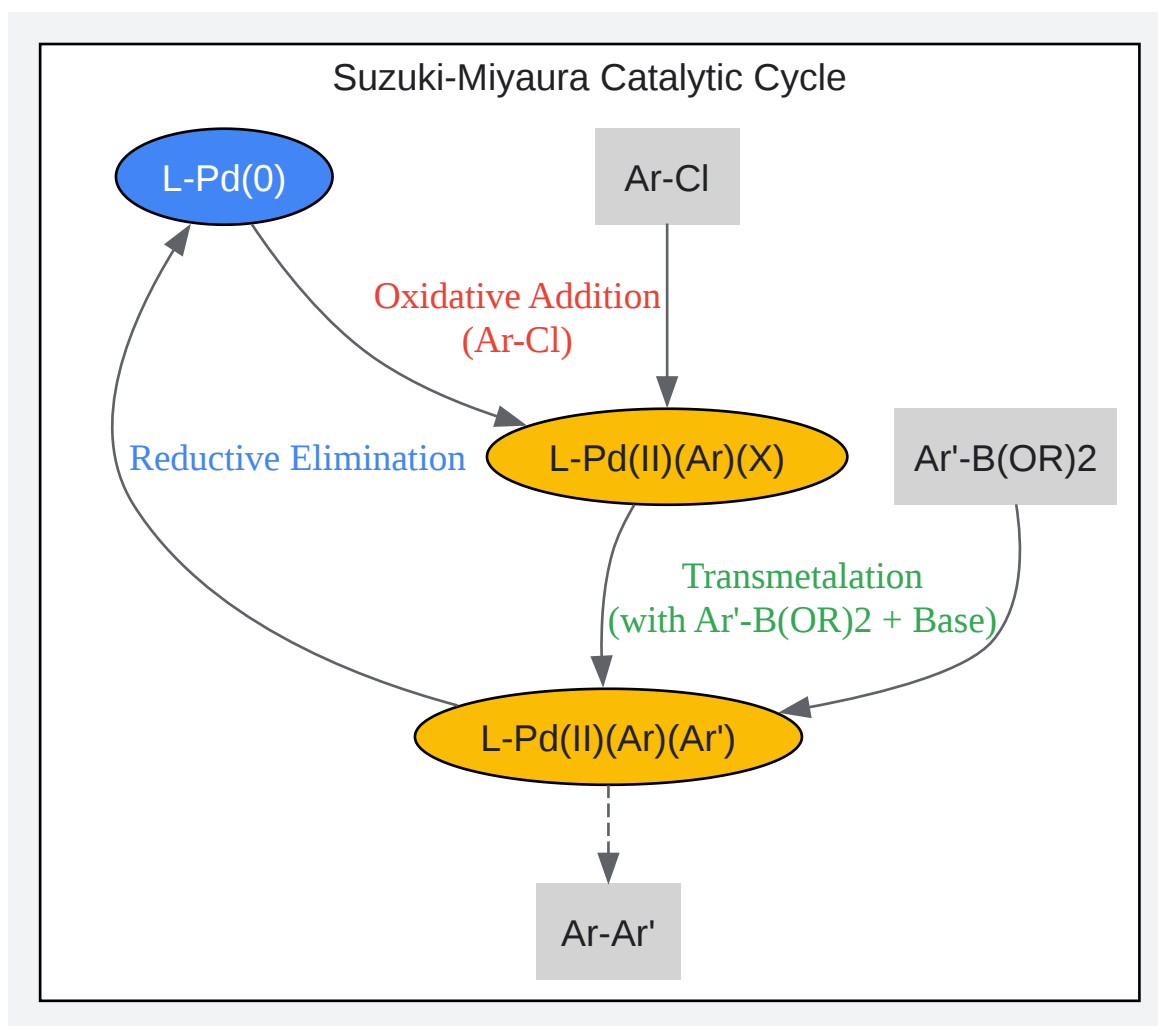 Suzuki-Miyaura Catalytic Cycle
L-Pd(0)
Ar-Cl
Oxidative Addition
(Ar-Cl)
L-Pd(II)(Ar)(X)
Ar'-B(OR)2
Reductive Elimination
Transmetalation
(with Ar'-B(OR)2 + Base)
L-Pd(II)(Ar)(Ar')
Ar-Ar'